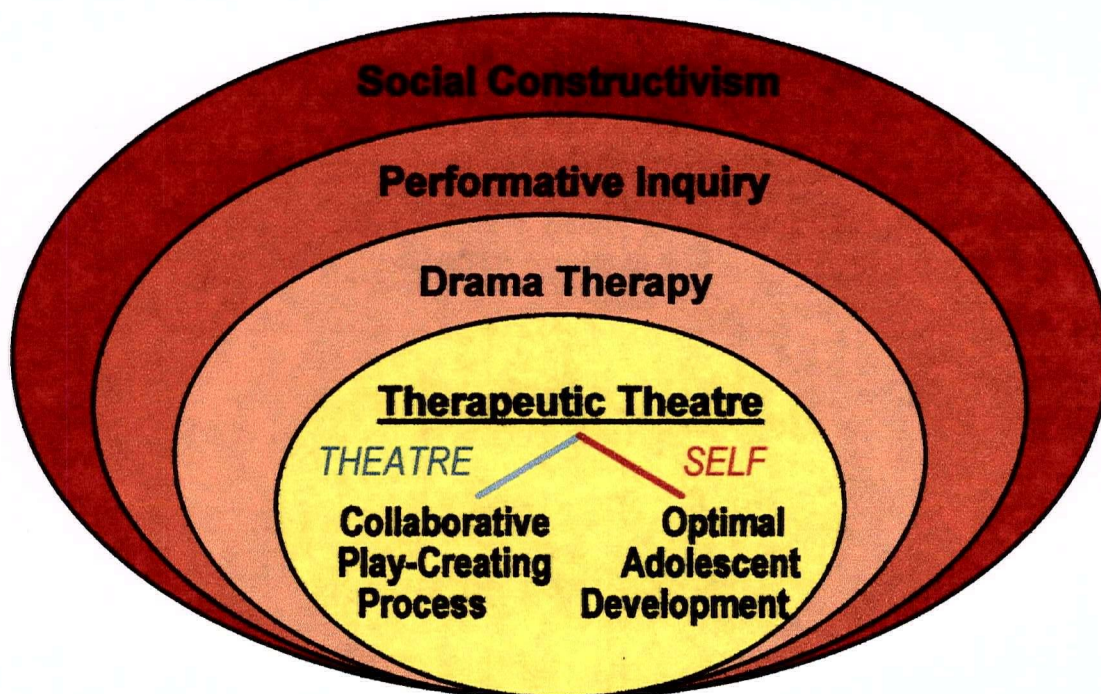 Social Constructivism
Performative Inquiry
Drama Therapy
Therapeutic Theatre
THEATRE
SELF
Collaborative
Play-Creating
Process
Optimal
Adolescent
Development